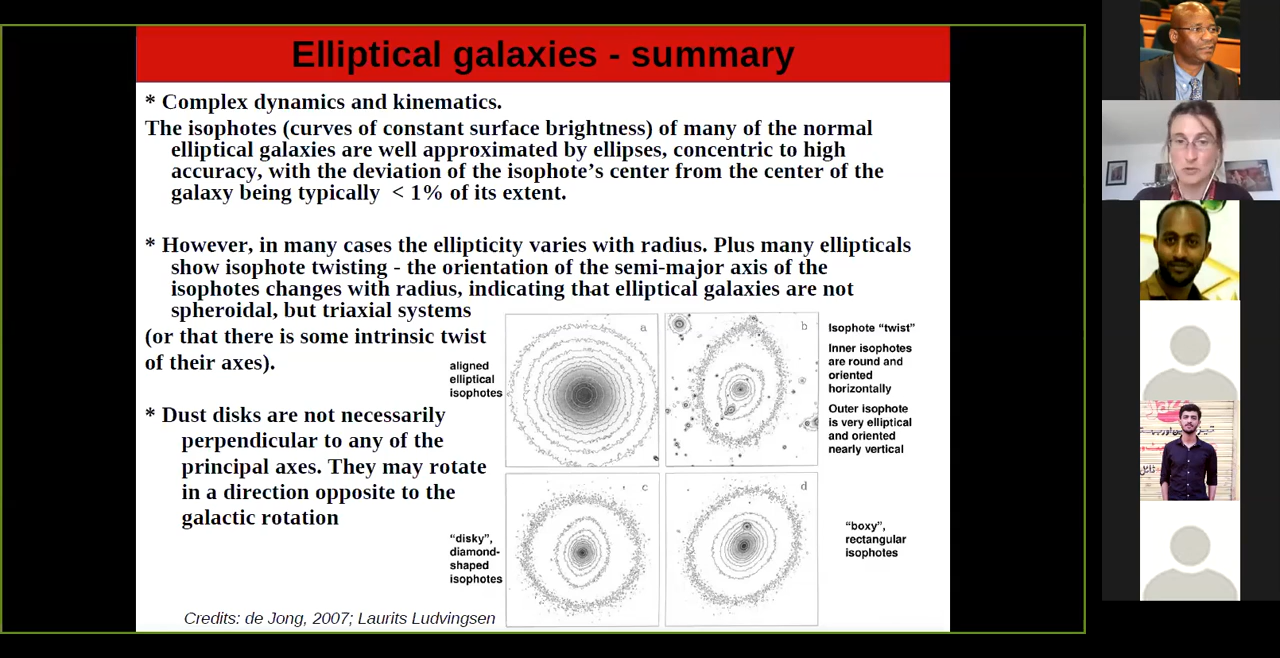 Elliptical galaxies - summary
* Complex dynamics and kinematics.
The isophotes (curves of constant surface brightness) of many of the normal
elliptical galaxies are well approximated by ellipses, concentric to high
accuracy, with the deviation of the isophote’s center from the center of the
galaxy being typically < 1% of its extent.
* However, in many cases the ellipticity varies with radius. Plus many ellipticals
show isophote twisting - the orientation of the semi-major axis of the
isophotes changes with radius, indicating that elliptical galaxies are not
spheroidal, but triaxial systems
(or that there is some intrinsic twist
of their axes).
* Dust disks are not necessarily
perpendicular to any of the
principal axes. They may rotate
in a direction opposite to the
galactic rotation
aligned
elliptical
isophotes
a
b
Isophote “twist”
Inner isophotes
are round and
oriented
horizontally
Outer isophote
is very elliptical
and oriented
nearly vertical
“disky”,
diamond-
shaped
isophotes
c
d
“boxy”,
rectangular
isophotes
Credits: de Jong, 2007; Laurits Ludvingsen